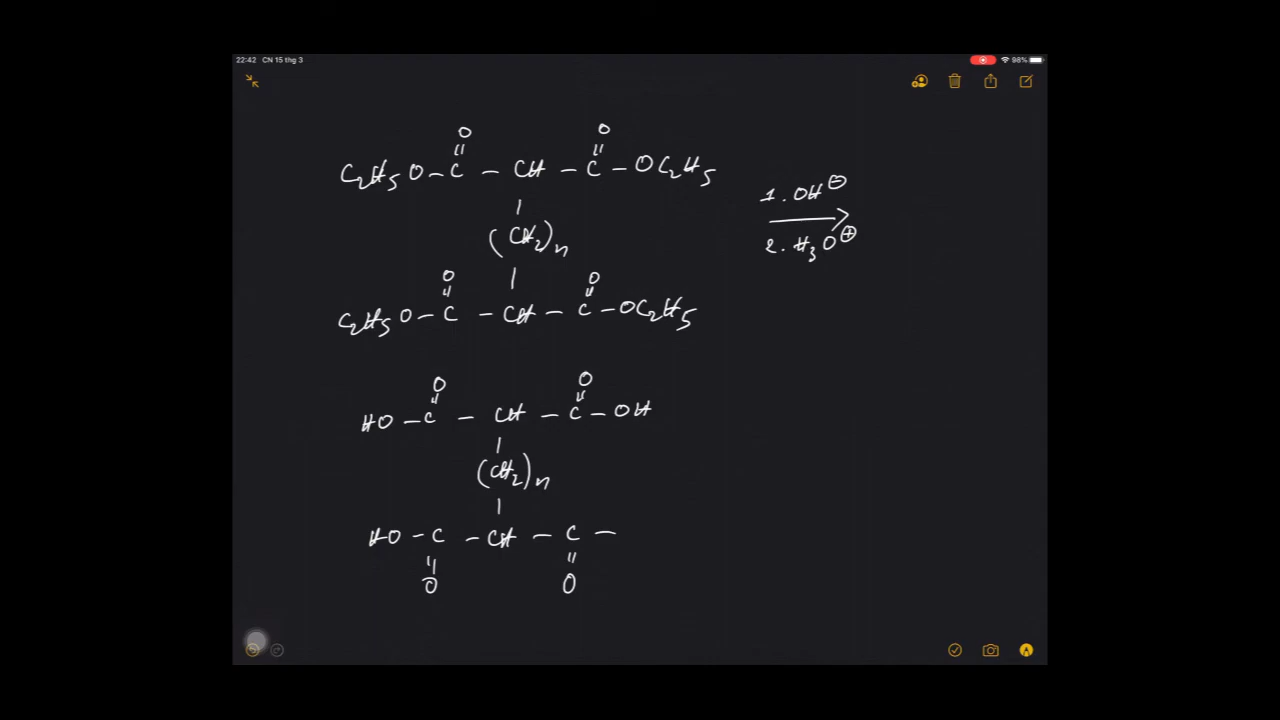 22:42 CN 15 thg 3 98%
O O
|| ||
C₂H₅O – C – CH – C – OC₂H₅
|
(CH₂)n
|
O O
|| ||
C₂H₅O – C – CH – C – OC₂H₅
1. OH⊖
2. H₃O⊕
O O
|| ||
HO – C – CH – C – OH
|
(CH₂)n
|
HO – C – CH – C –
|| ||
O O